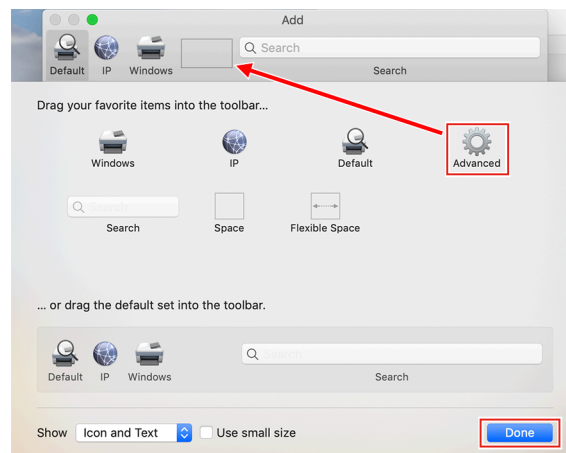 Add
Search
Default IP Windows Search
Drag your favorite items into the toolbar...
Windows IP Default Advanced
Search
Search Space Flexible Space
... or drag the default set into the toolbar.
Search
Default IP Windows Search
Show Icon and Text Use small size Done